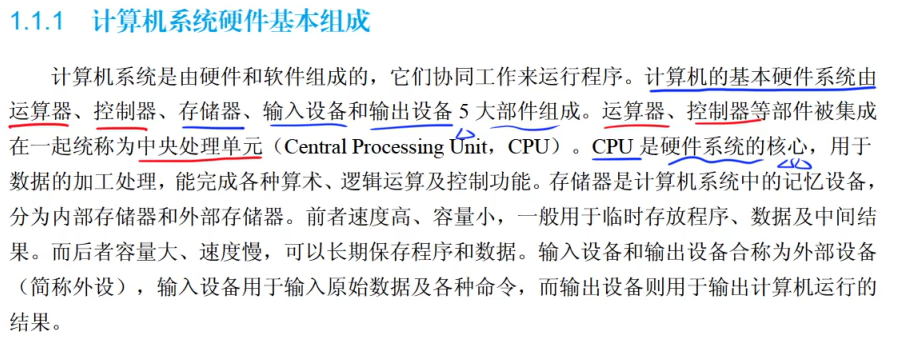 1.1.1 计算机系统硬件基本组成
计算机系统是由硬件和软件组成的，它们协同工作来运行程序。计算机的基本硬件系统由
运算器、控制器、存储器、输入设备和输出设备 5 大部件组成。运算器、控制器等部件被集成
在一起统称为中央处理单元（Central Processing Unit，CPU）。CPU 是硬件系统的核心，用于
数据的加工处理，能完成各种算术、逻辑运算及控制功能。存储器是计算机系统中的记忆设备，
分为内部存储器和外部存储器。前者速度高、容量小，一般用于临时存放程序、数据及中间结
果。而后者容量大、速度慢，可以长期保存程序和数据。输入设备和输出设备合称为外部设备
（简称外设），输入设备用于输入原始数据及各种命令，而输出设备则用于输出计算机运行的
结果。